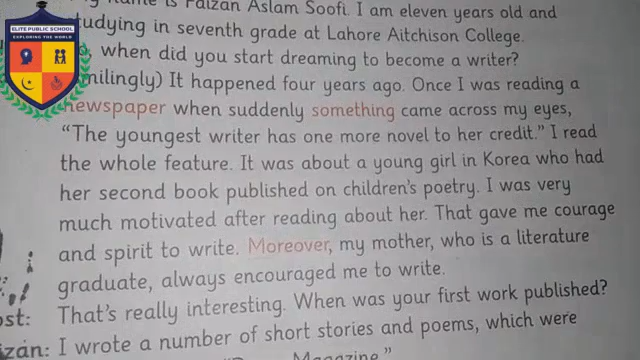 ELITE PUBLIC SCHOOL
EXPLORING THE WORLD
is Faizan Aslam Soofi. I am eleven years old and
studying in seventh grade at Lahore Aitchison College.
when did you start dreaming to become a writer?
It happened four years ago. Once I was reading a
newspaper when suddenly something came across my eyes,
“The youngest writer has one more novel to her credit.” I read
the whole feature. It was about a young girl in Korea who had
her second book published on children's poetry. I was very
much motivated after reading about her. That gave me courage
and spirit to write. Moreover, my mother, who is a literature
graduate, always encouraged me to write.
ost: That's really interesting. When was your first work published?
izan: I wrote a number of short stories and poems, which were
Magazine.”